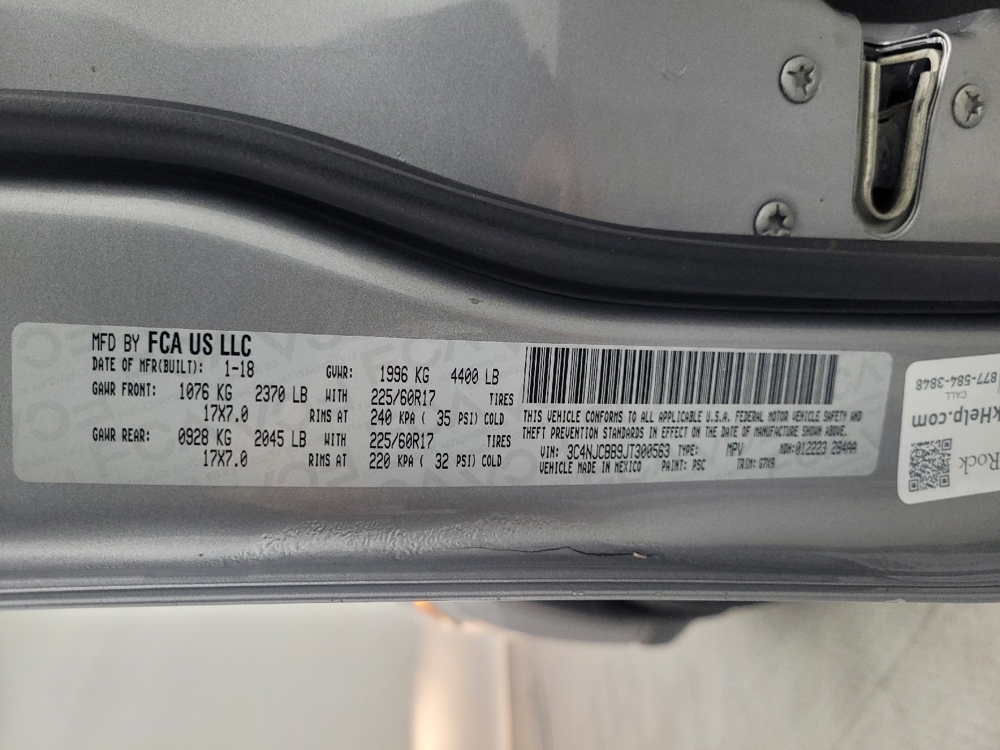 MFD BY FCA US LLC
DATE OF MFR(BUILT): 1-18 GVWR: 1996 KG 4400 LB
GAWR FRONT: 1076 KG 2370 LB WITH 225/60R17 TIRES
17X7.0 RIMS AT 240 KPA ( 35 PSI) COLD
GAWR REAR: 0928 KG 2045 LB WITH 225/60R17 TIRES
17X7.0 RIMS AT 220 KPA ( 32 PSI) COLD
THIS VEHICLE CONFORMS TO ALL APPLICABLE U.S.A. FEDERAL MOTOR VEHICLE SAFETY AND
THEFT PREVENTION STANDARDS IN EFFECT ON THE DATE OF MANUFACTURE SHOWN ABOVE.
VIN: 3C4NJCBB9JT300563 TYPE: MPV MDH:012223 284AA
VEHICLE MADE IN MEXICO PAINT: PSC TRIM: G7X9
Rock
kHelp.com
CALL
877-584-3848